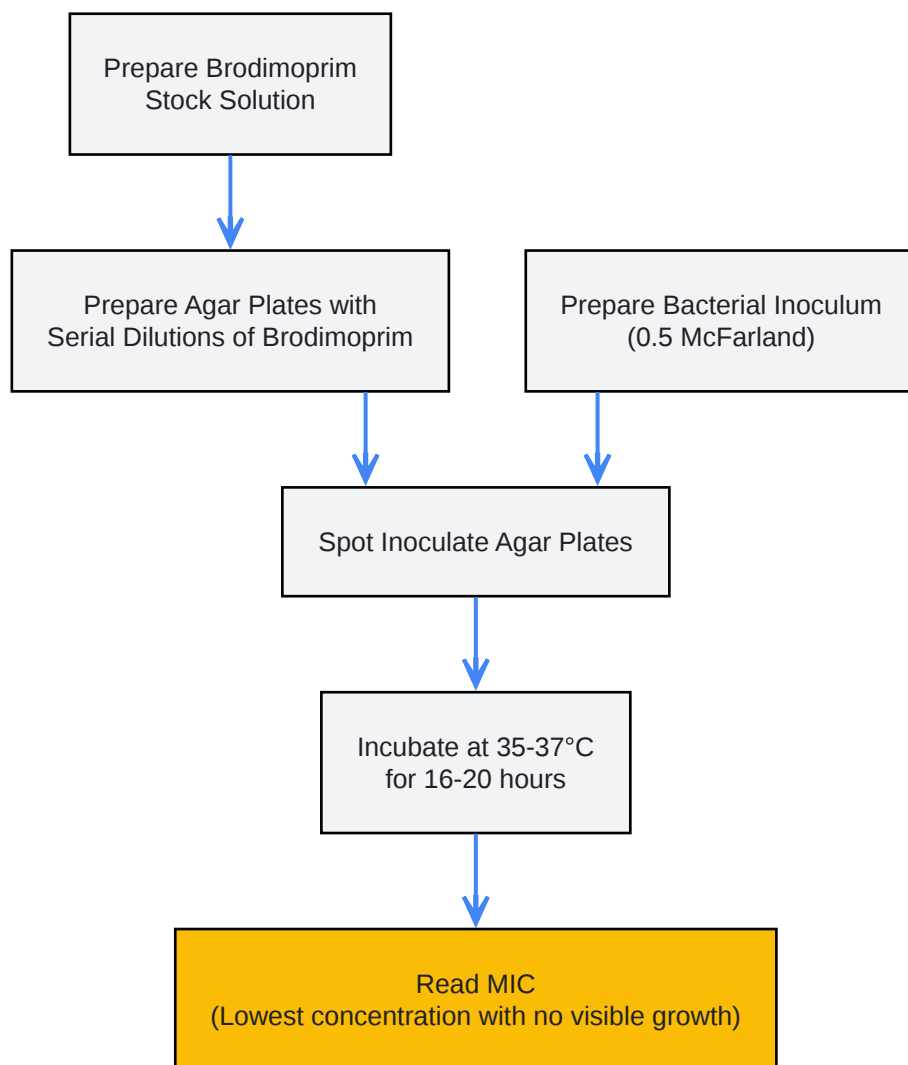 Prepare Brodimoprim
Stock Solution
Prepare Agar Plates with
Serial Dilutions of Brodimoprim
Prepare Bacterial Inoculum
(0.5 McFarland)
Spot Inoculate Agar Plates
Incubate at 35-37°C
for 16-20 hours
Read MIC
(Lowest concentration with no visible growth)